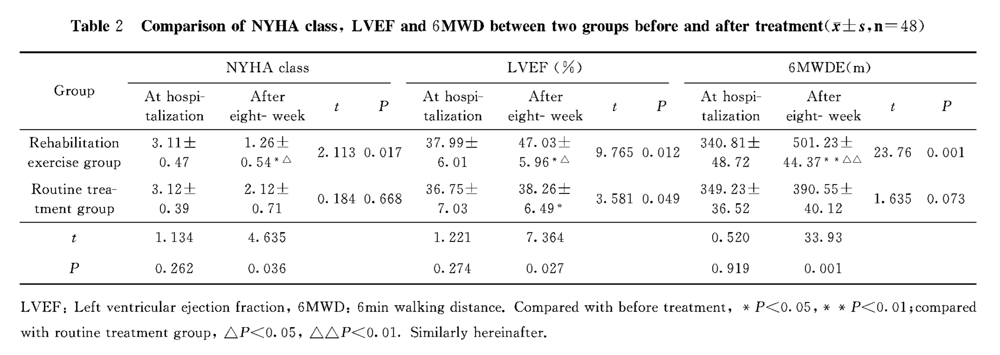 Table 2 Comparison of NYHA class, LVEF and 6MWD between two groups before and after treatment(x̄±s,n=48)
NYHA class LVEF (%) 6MWDE(m)
Group
At hospi- After At hospi- After At hospi- After
t P t P t P
talization eight- week talization eight- week talization eight- week
Rehabilitation 3.11± 1.26± 37.99± 47.03± 340.81± 501.23±
2.113 0.017 9.765 0.012 23.76 0.001
exercise group 0.47 0.54*△ 6.01 5.96*△ 48.72 44.37**△△
Routine trea- 3.12± 2.12± 36.75± 38.26± 349.23± 390.55±
0.184 0.668 3.581 0.049 1.635 0.073
tment group 0.39 0.71 7.03 6.49* 36.52 40.12
t 1.134 4.635 1.221 7.364 0.520 33.93
P 0.262 0.036 0.274 0.027 0.919 0.001
LVEF: Left ventricular ejection fraction, 6MWD: 6min walking distance. Compared with before treatment, * P<0.05, * * P<0.01;compared
with routine treatment group, △P<0.05, △△P<0.01. Similarly hereinafter.